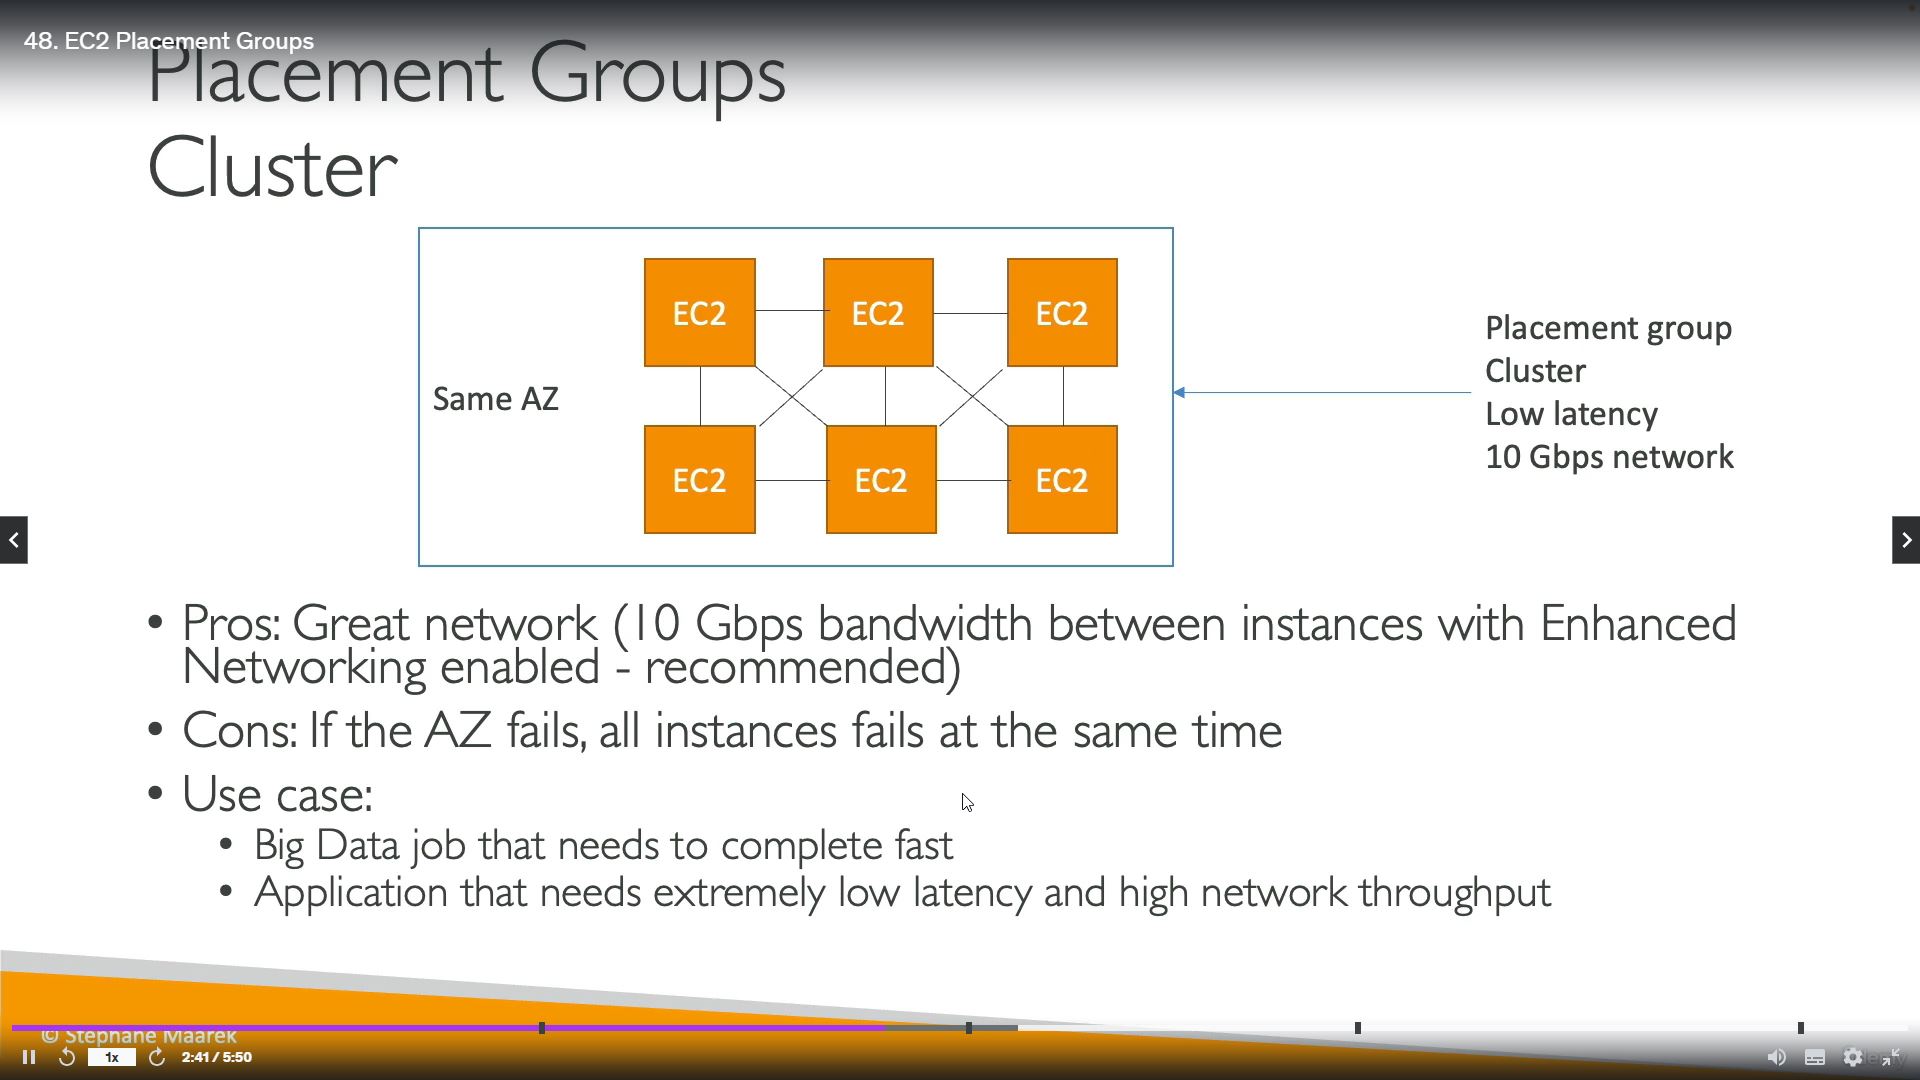 48. EC2 Placement Groups
Placement Groups
Cluster
EC2 EC2 EC2
Same AZ
EC2 EC2 EC2
Placement group
Cluster
Low latency
10 Gbps network
• Pros: Great network (10 Gbps bandwidth between instances with Enhanced
Networking enabled - recommended)
• Cons: If the AZ fails, all instances fails at the same time
• Use case:
• Big Data job that needs to complete fast
• Application that needs extremely low latency and high network throughput
© Stephane Maarek
1x
2:41 / 5:50